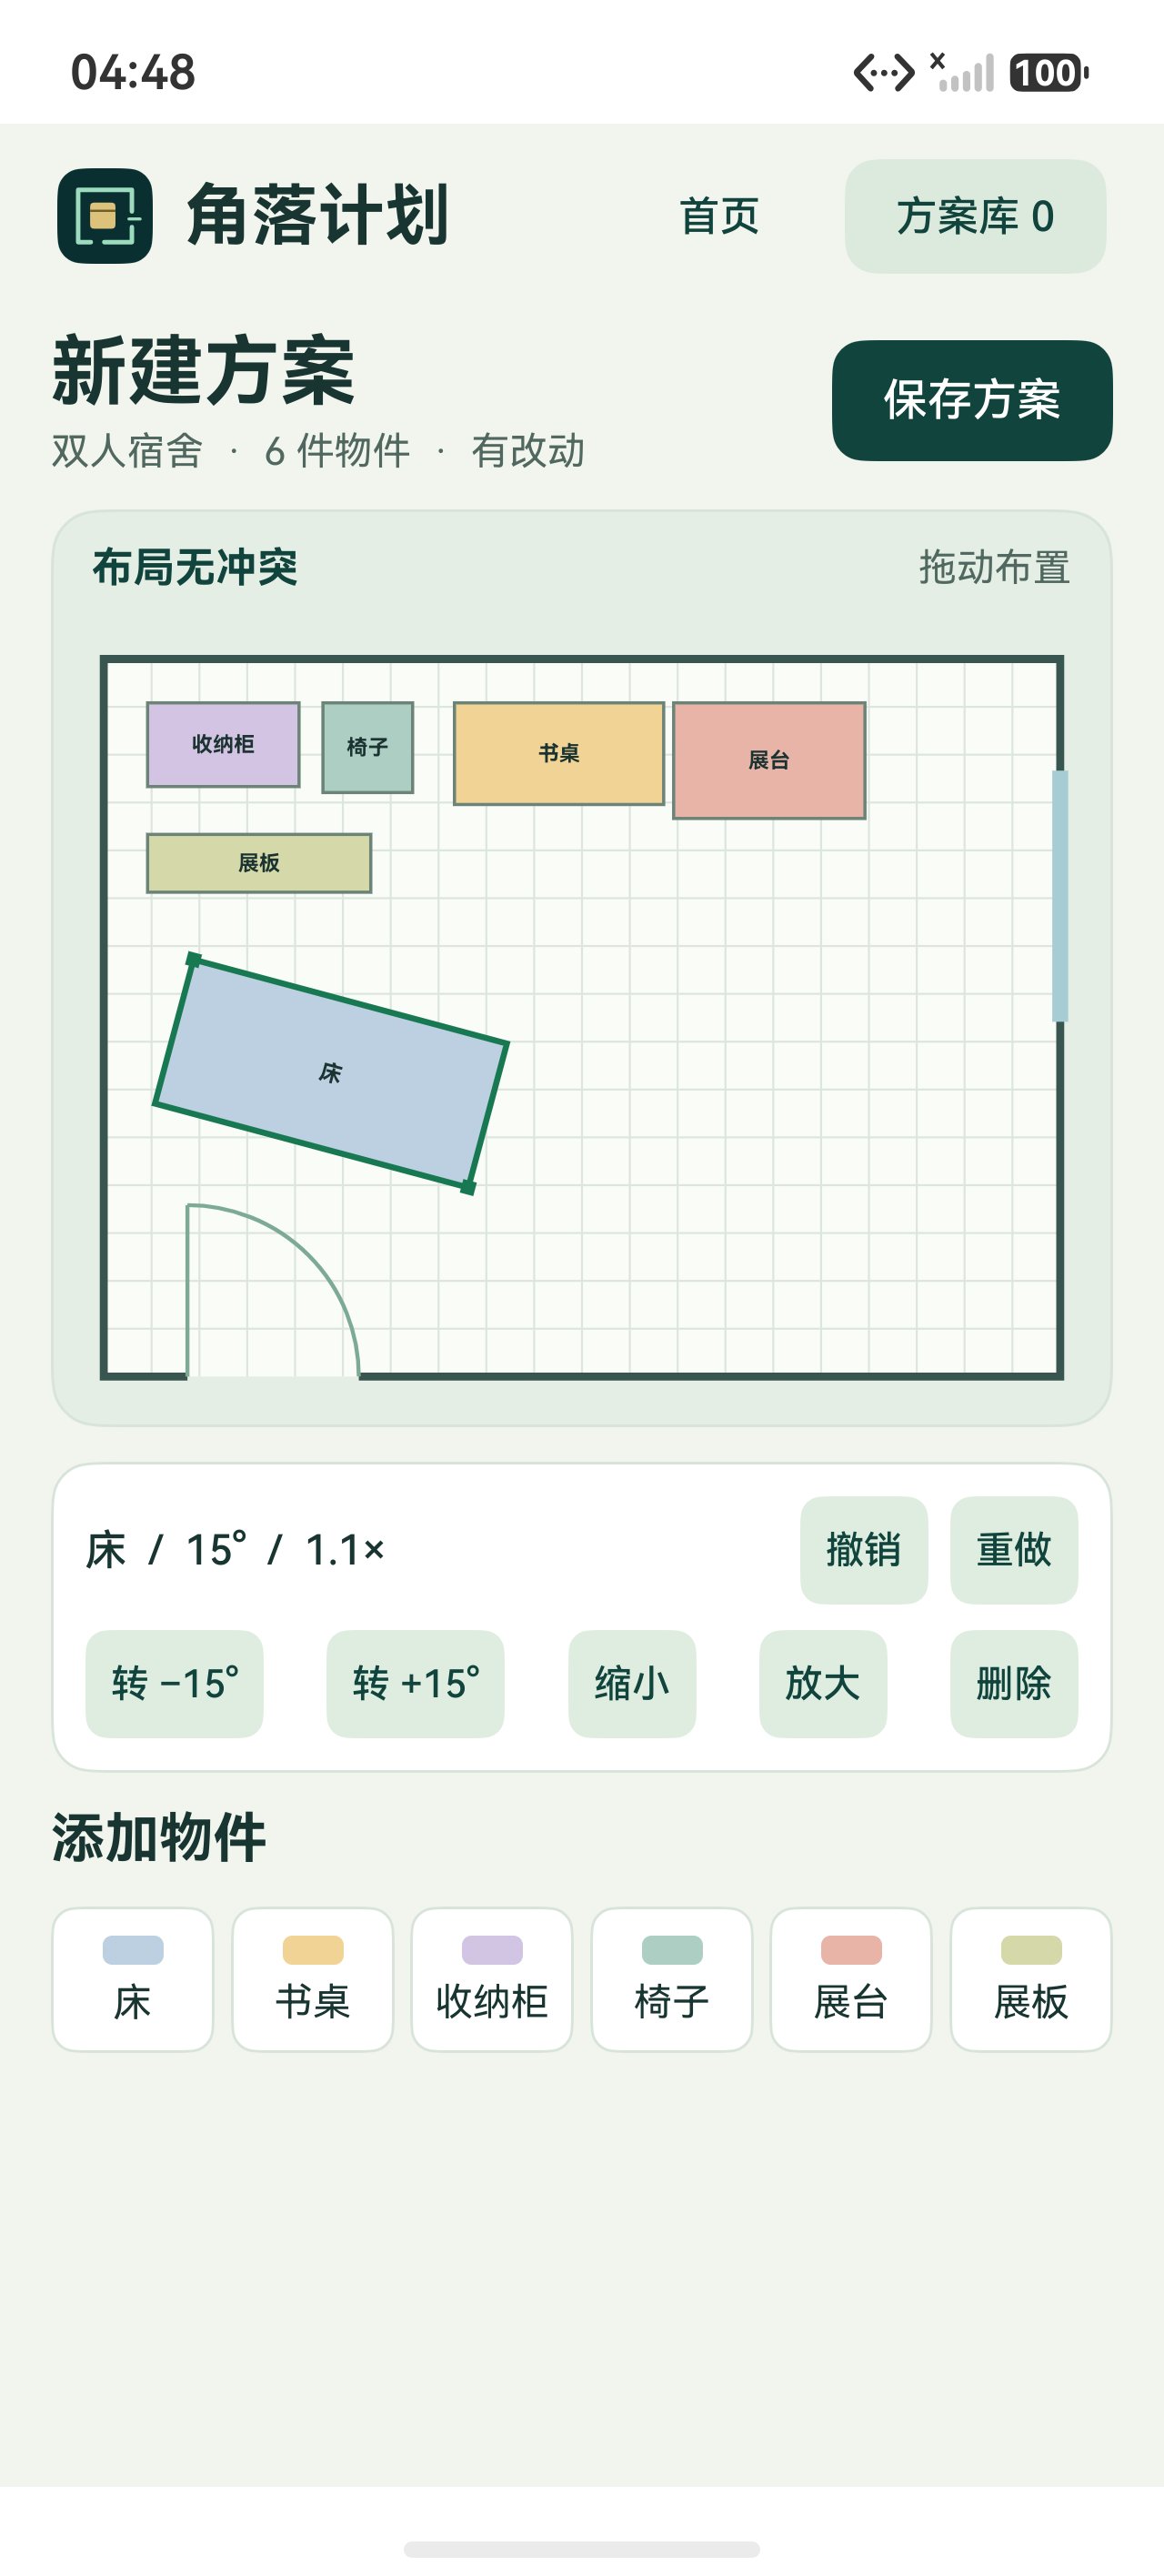 04:48
100
角落计划
首页
方案库 0
新建方案
保存方案
双人宿舍 · 6 件物件 · 有改动
布局无冲突
拖动布置
收纳柜
椅子
书桌
展台
展板
床
床 / 15° / 1.1×
撤销
重做
转 −15°
转 +15°
缩小
放大
删除
添加物件
床
书桌
收纳柜
椅子
展台
展板